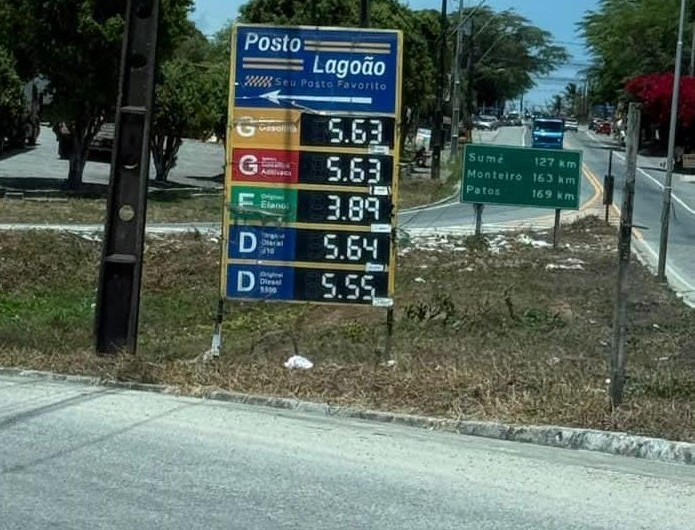 Posto
Lagoão
Seu Posto Favorito
G Gasolina 5.63
G Gasolina Aditivada 5.63
E Original Etanol 3.89
D Original Diesel S10 5.64
D Original Diesel S500 5.55
Sumé 127 km
Monteiro 163 km
Patos 169 km